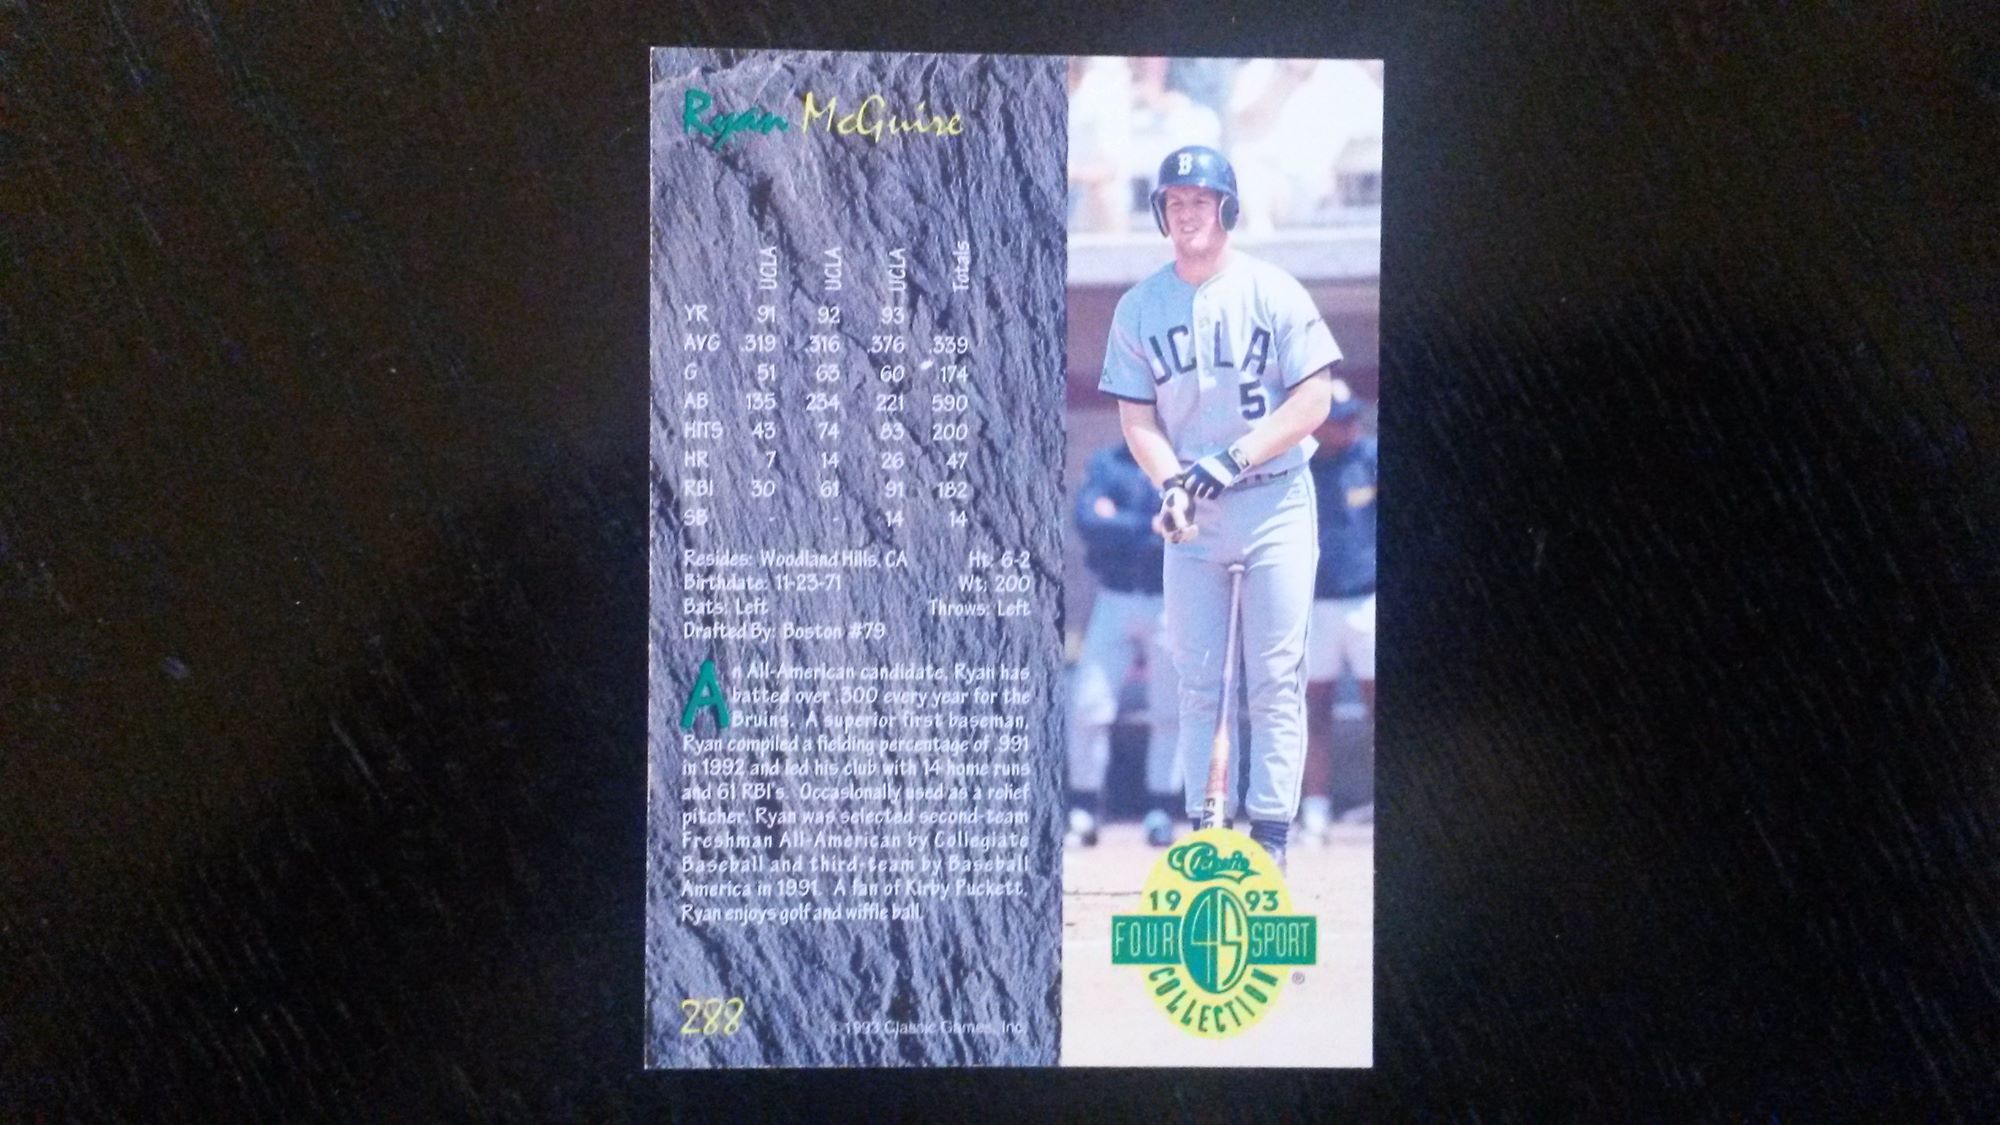 Ryan McGuire
UCLA UCLA UCLA Totals
YR 91 92 93
AVG .319 .316 .376 .339
G 51 63 60 174
AB 135 234 221 590
HITS 43 74 83 200
HR 7 14 26 47
RBI 30 61 91 182
SB - - 14 14
Resides: Woodland Hills, CA Ht: 6-2
Birthdate: 11-23-71 Wt: 200
Bats: Left Throws: Left
Drafted By: Boston #79
An All-American candidate, Ryan has
batted over .300 every year for the
Bruins. A superior first baseman,
Ryan compiled a fielding percentage of .991
in 1992 and led his club with 14 home runs
and 61 RBI's. Occasionally used as a relief
pitcher, Ryan was selected second-team
Freshman All-American by Collegiate
Baseball and third-team by Baseball
America in 1991. A fan of Kirby Puckett,
Ryan enjoys golf and wiffle ball.
288
© 1993 Classic Games, Inc.
B
UCLA
5
Classic
1993
FOUR 4S SPORT
COLLECTION ®